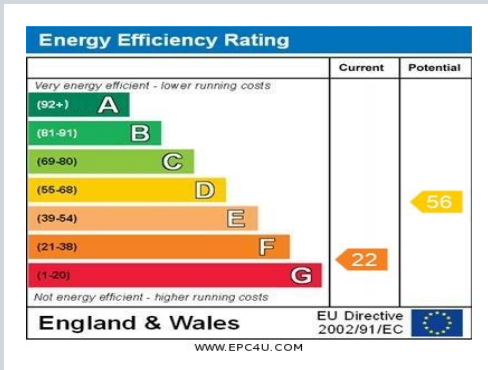 Energy Efficiency Rating
Current Potential
Very energy efficient - lower running costs
(92+) A
(81-91) B
(69-80) C
(55-68) D
56
(39-54) E
(21-38) F
22
(1-20) G
Not energy efficient - higher running costs
England & Wales
EU Directive
2002/91/EC
WWW.EPC4U.COM